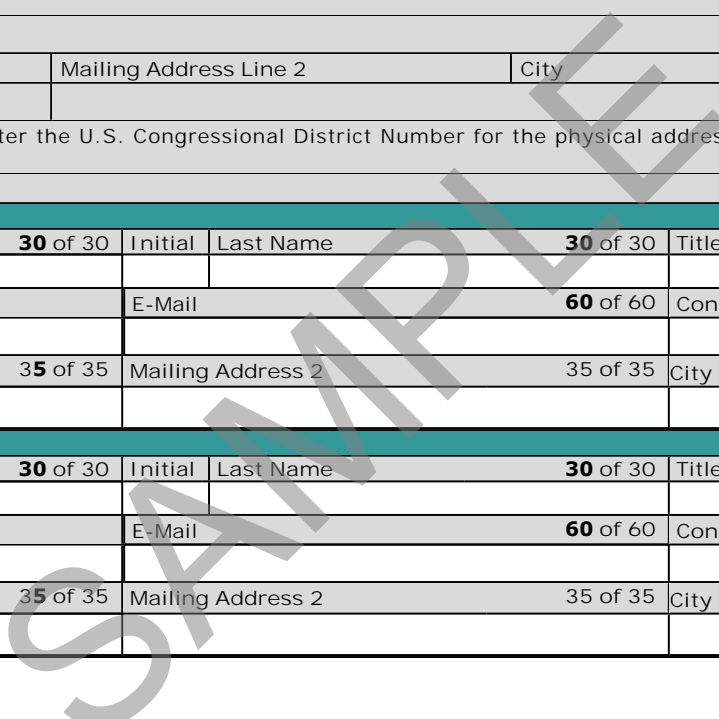 Mailing Address Line 2 City
ter the U.S. Congressional District Number for the physical addres
30 of 30 Initial Last Name 30 of 30 Title
E-Mail 60 of 60 Con
35 of 35 Mailing Address 2 35 of 35 City
30 of 30 Initial Last Name 30 of 30 Title
E-Mail 60 of 60 Con
35 of 35 Mailing Address 2 35 of 35 City
SAMPLE